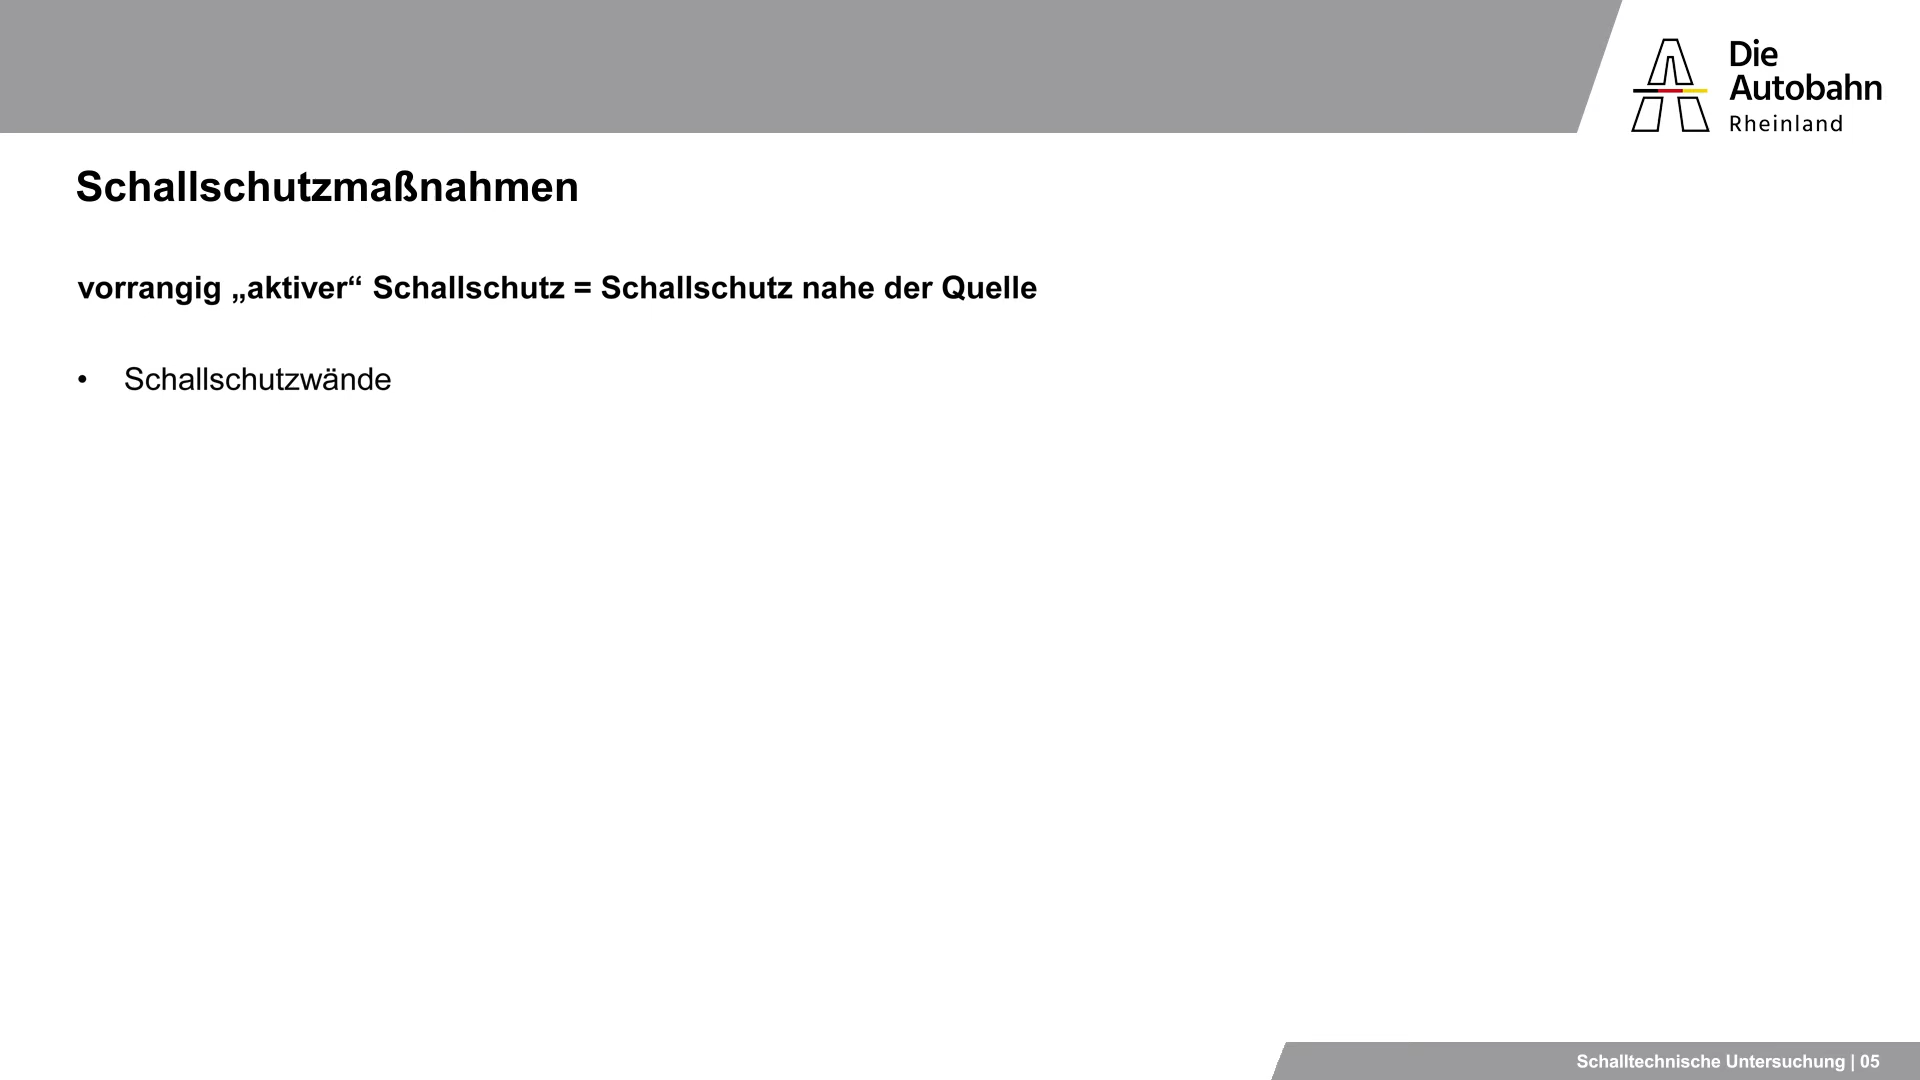 Die
Autobahn
Rheinland
Schallschutzmaßnahmen
vorrangig „aktiver“ Schallschutz = Schallschutz nahe der Quelle
• Schallschutzwände
Schalltechnische Untersuchung | 05